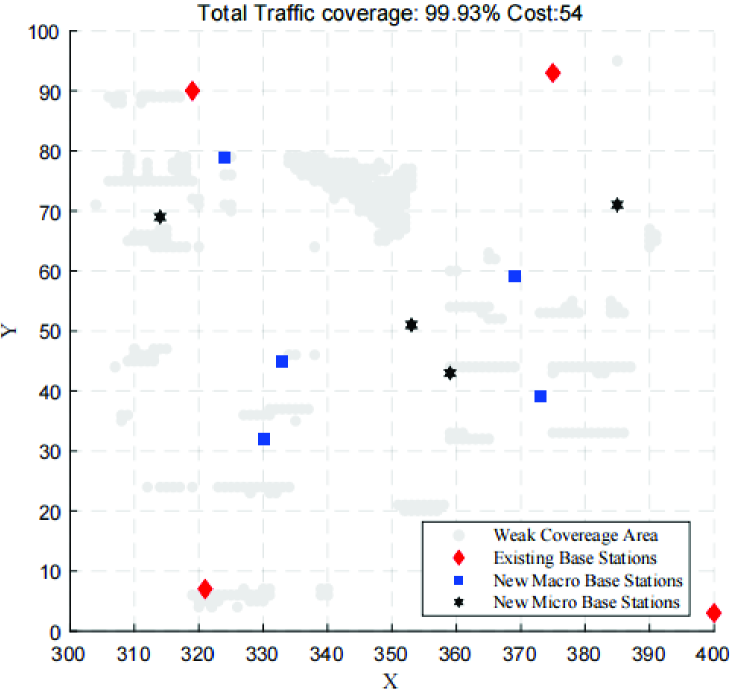 Total Traffic coverage: 99.93% Cost:54
100
90
80
70
60
50
40
30
20
10
0
Y
300 310 320 330 340 350 360 370 380 390 400
X
Weak Covereage Area
Existing Base Stations
New Macro Base Stations
New Micro Base Stations